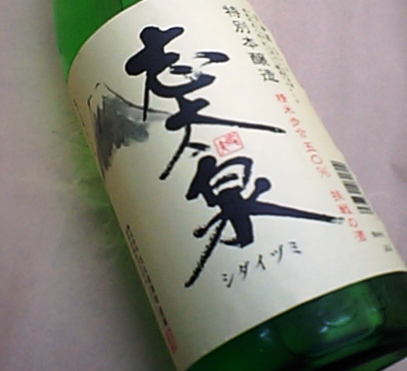 特別本醸造
精米歩合五〇% 挑戦の酒
志太泉
シダイヅミ